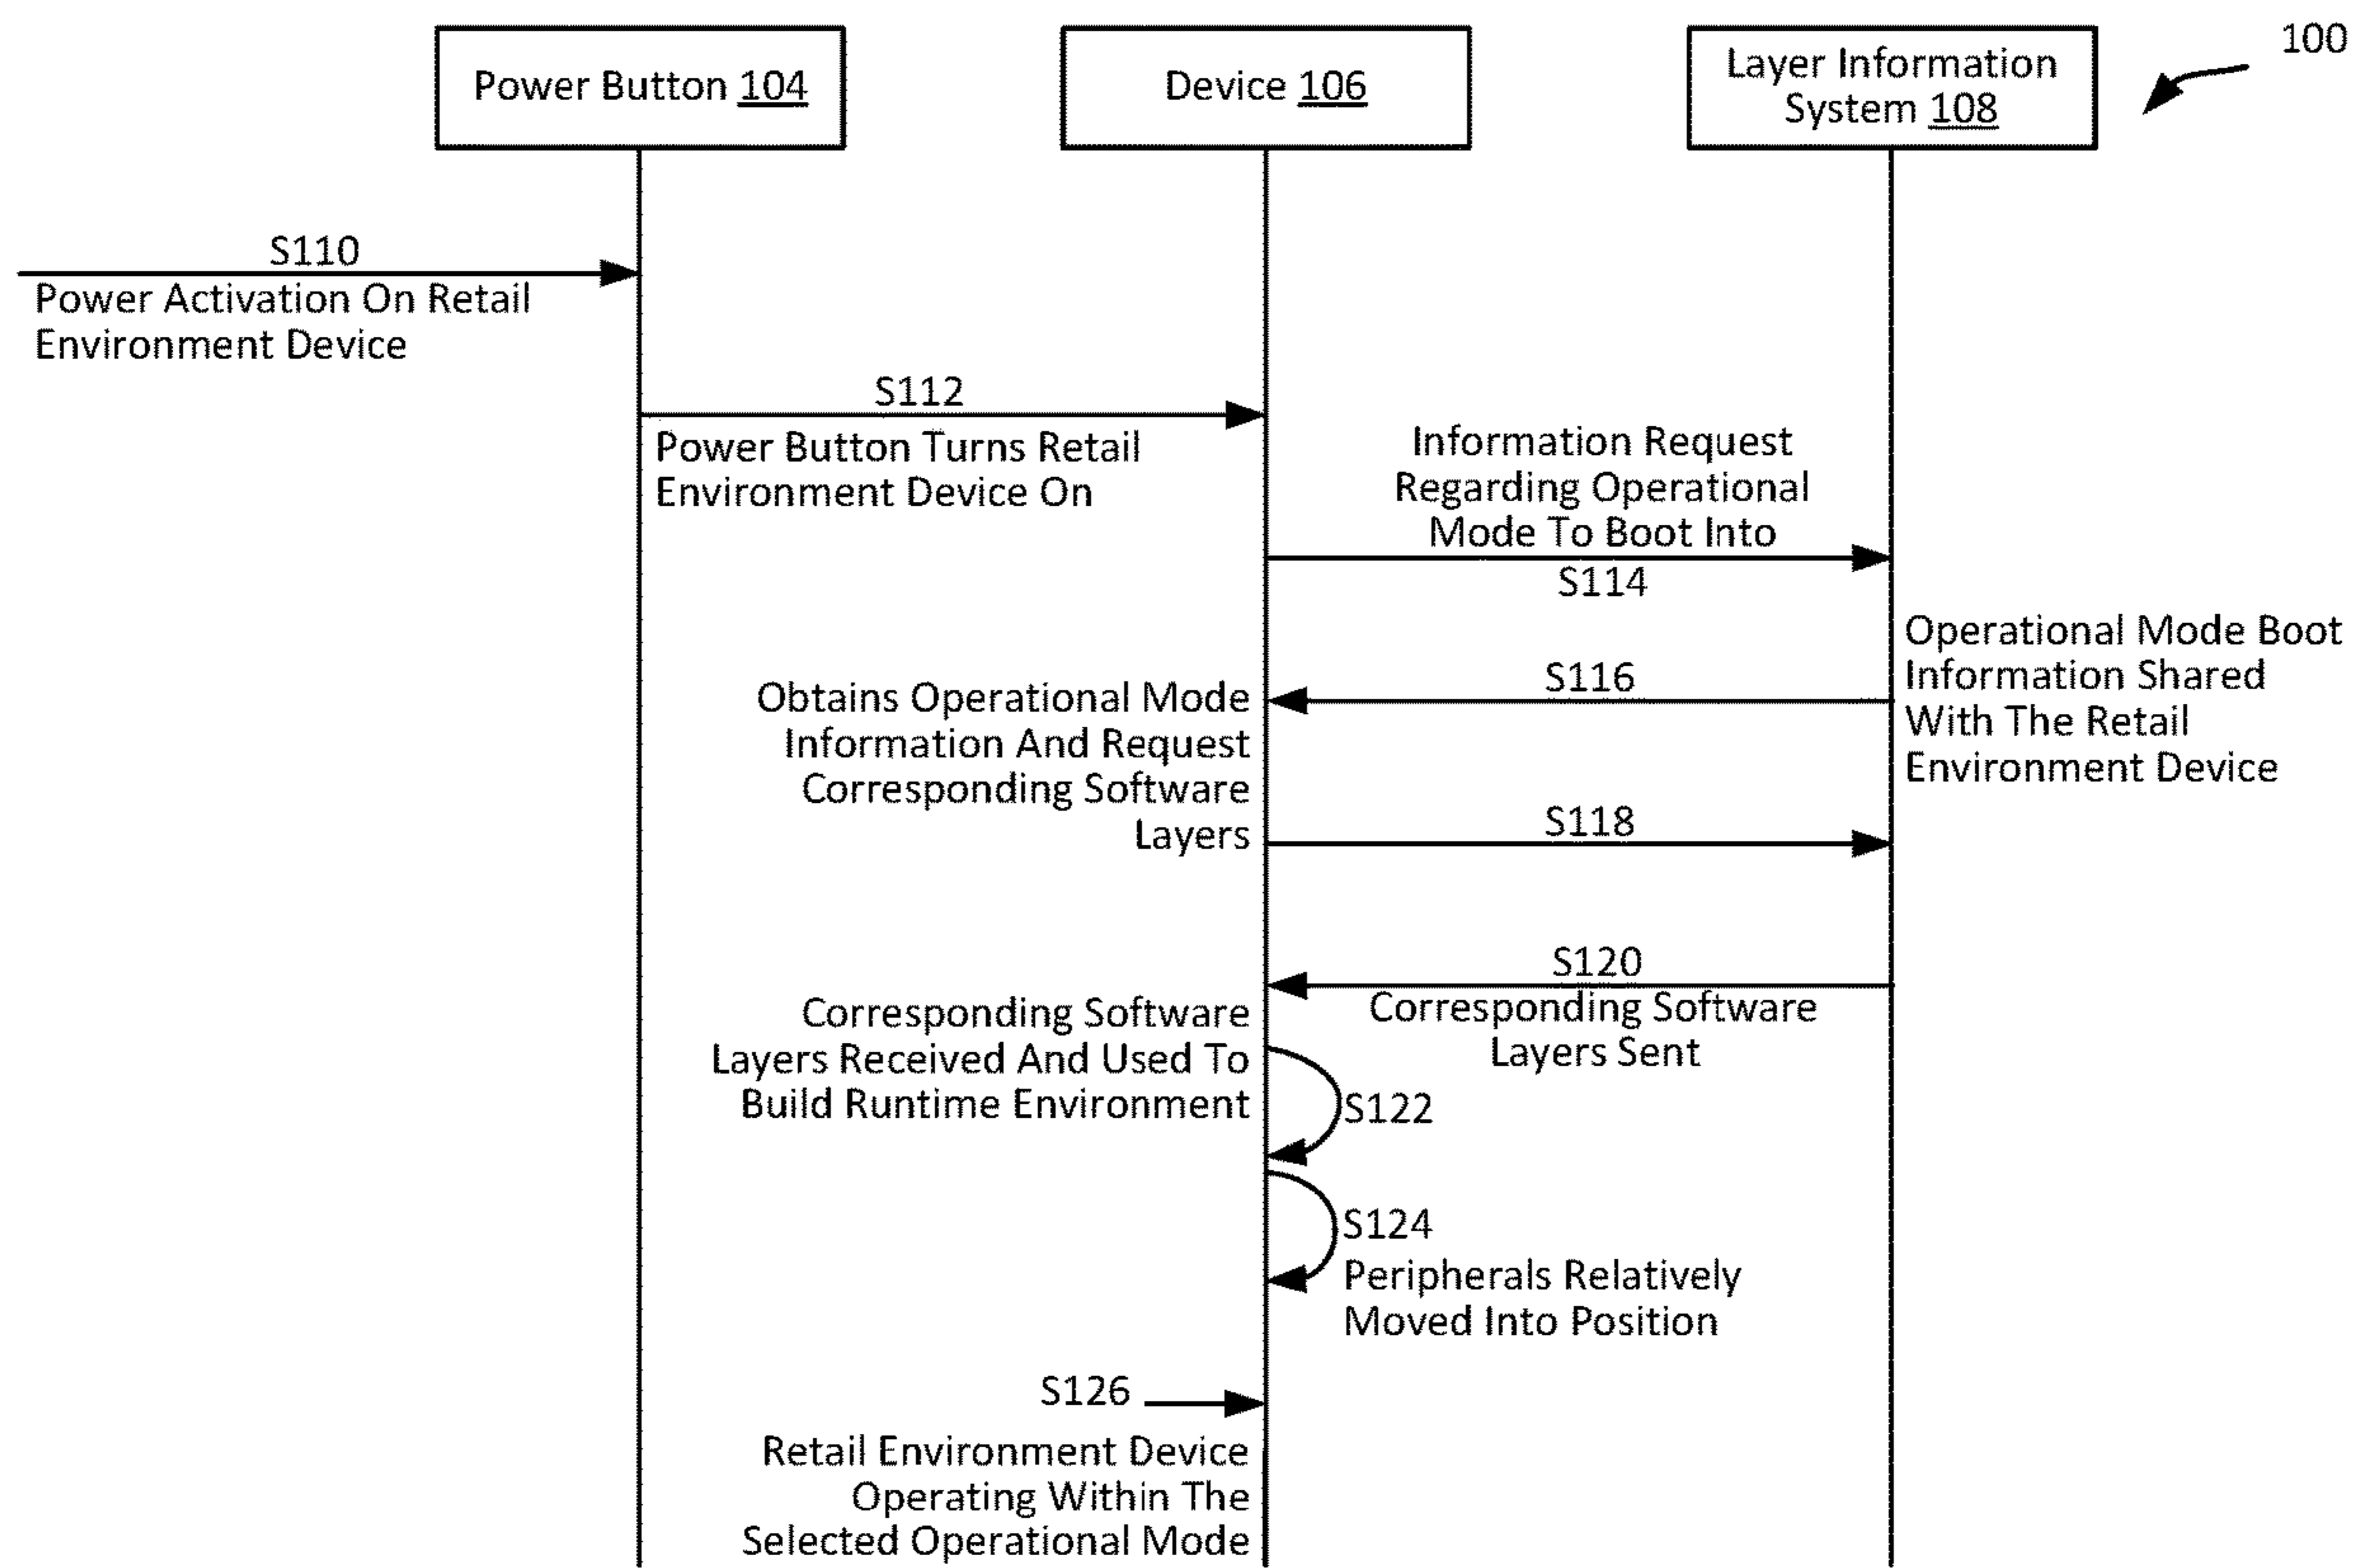 100
Power Button 104
Device 106
Layer Information
System 108
S110
Power Activation On Retail
Environment Device
S112
Power Button Turns Retail
Environment Device On
Information Request
Regarding Operational
Mode To Boot Into
S114
Operational Mode Boot
Information Shared
With The Retail
Environment Device
S116
Obtains Operational Mode
Information And Request
Corresponding Software
Layers
S118
S120
Corresponding Software
Layers Sent
Corresponding Software
Layers Received And Used To
Build Runtime Environment
S122
S124
Peripherals Relatively
Moved Into Position
S126
Retail Environment Device
Operating Within The
Selected Operational Mode